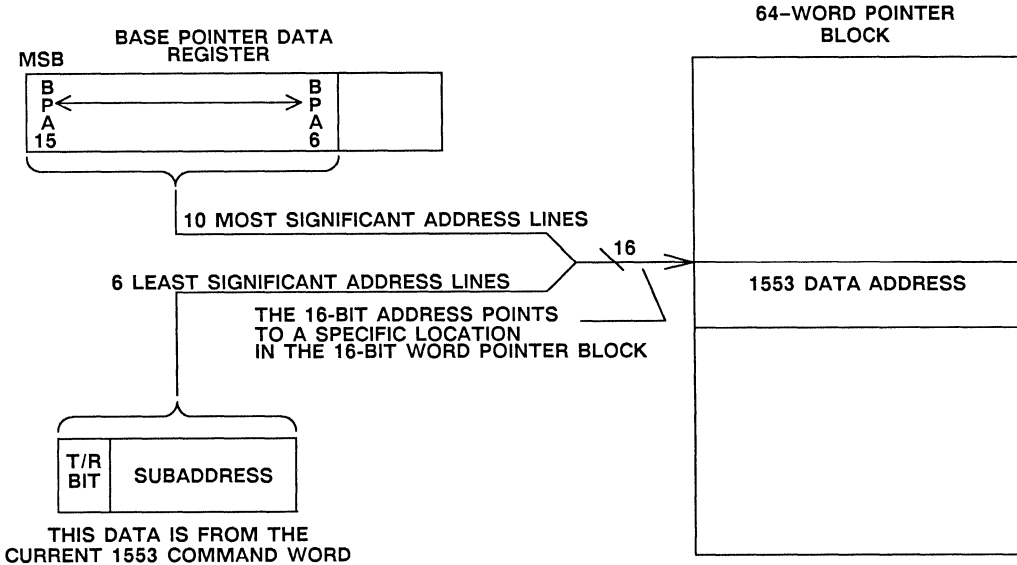 64-WORD POINTER
BLOCK
BASE POINTER DATA
REGISTER
MSB
B
P
A
15
B
P
A
6
10 MOST SIGNIFICANT ADDRESS LINES
16
6 LEAST SIGNIFICANT ADDRESS LINES
1553 DATA ADDRESS
THE 16-BIT ADDRESS POINTS
TO A SPECIFIC LOCATION
IN THE 16-BIT WORD POINTER BLOCK
T/R
BIT
SUBADDRESS
THIS DATA IS FROM THE
CURRENT 1553 COMMAND WORD